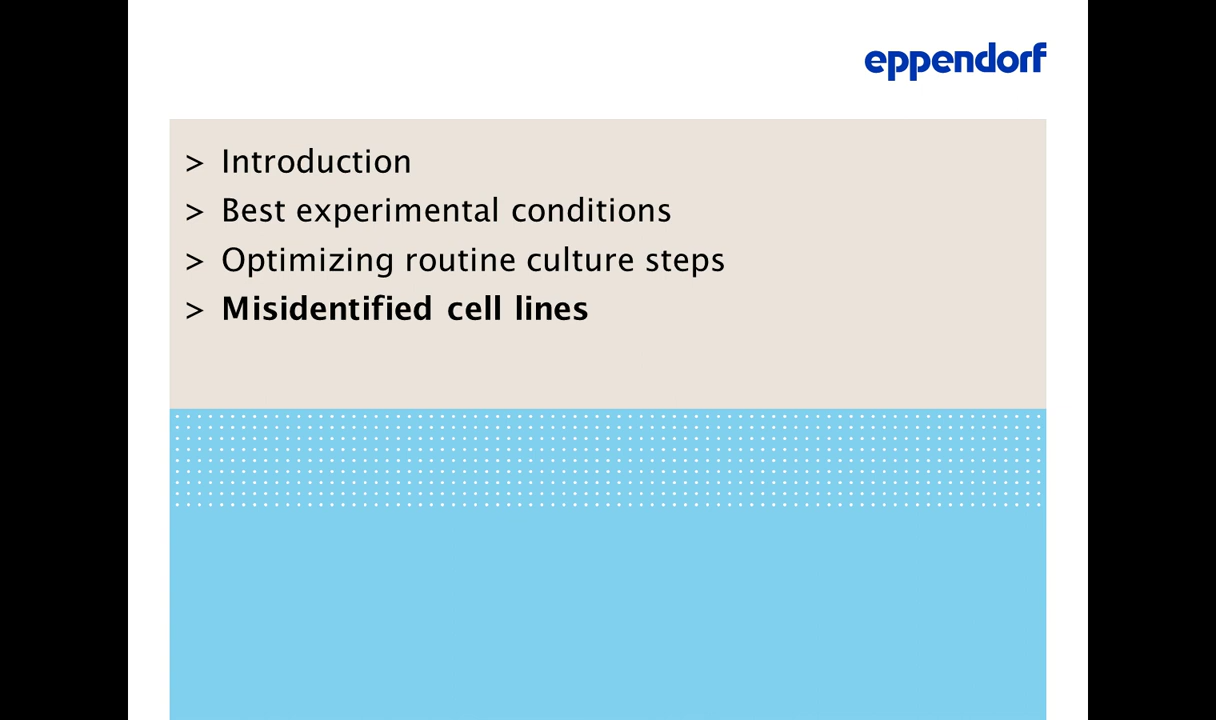 eppendorf
> Introduction
> Best experimental conditions
> Optimizing routine culture steps
> Misidentified cell lines